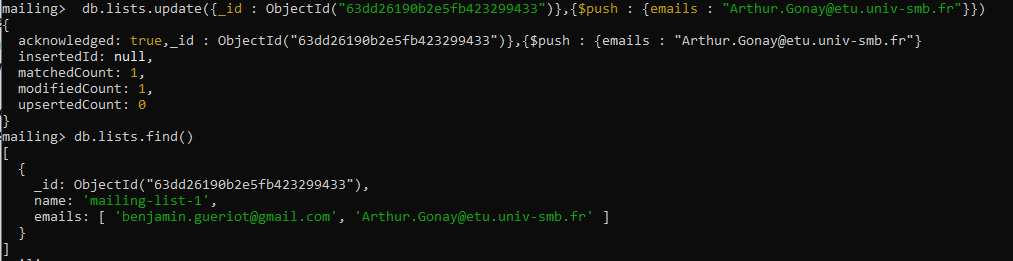 mailing>  db.lists.update({_id : ObjectId("63dd26190b2e5fb423299433")},{$push : {emails : "Arthur.Gonay@etu.univ-smb.fr"}})
{
  acknowledged: true,_id : ObjectId("63dd26190b2e5fb423299433")},{$push : {emails : "Arthur.Gonay@etu.univ-smb.fr"}
  insertedId: null,
  matchedCount: 1,
  modifiedCount: 1,
  upsertedCount: 0
}
mailing> db.lists.find()
[
  {
    _id: ObjectId("63dd26190b2e5fb423299433"),
    name: 'mailing-list-1',
    emails: [ 'benjamin.gueriot@gmail.com', 'Arthur.Gonay@etu.univ-smb.fr' ]
  }
]